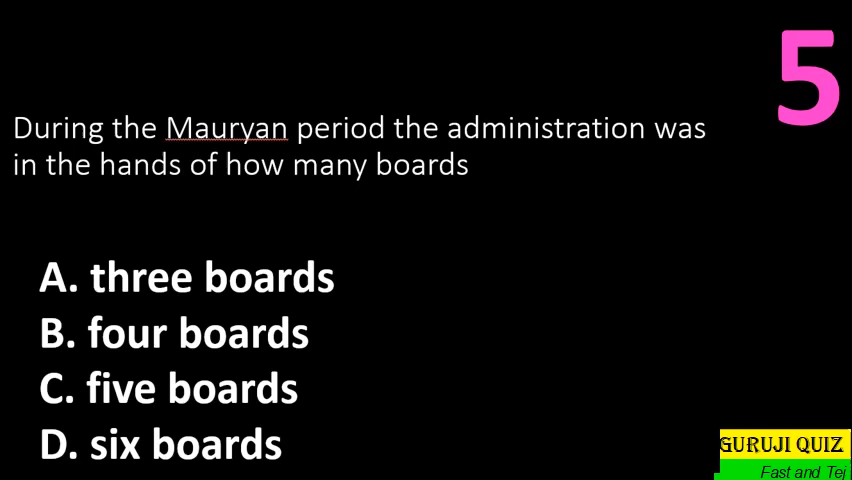 5
During the Mauryan period the administration was
in the hands of how many boards
A. three boards
B. four boards
C. five boards
D. six boards
GURUJI QUIZ
Fast and Tej